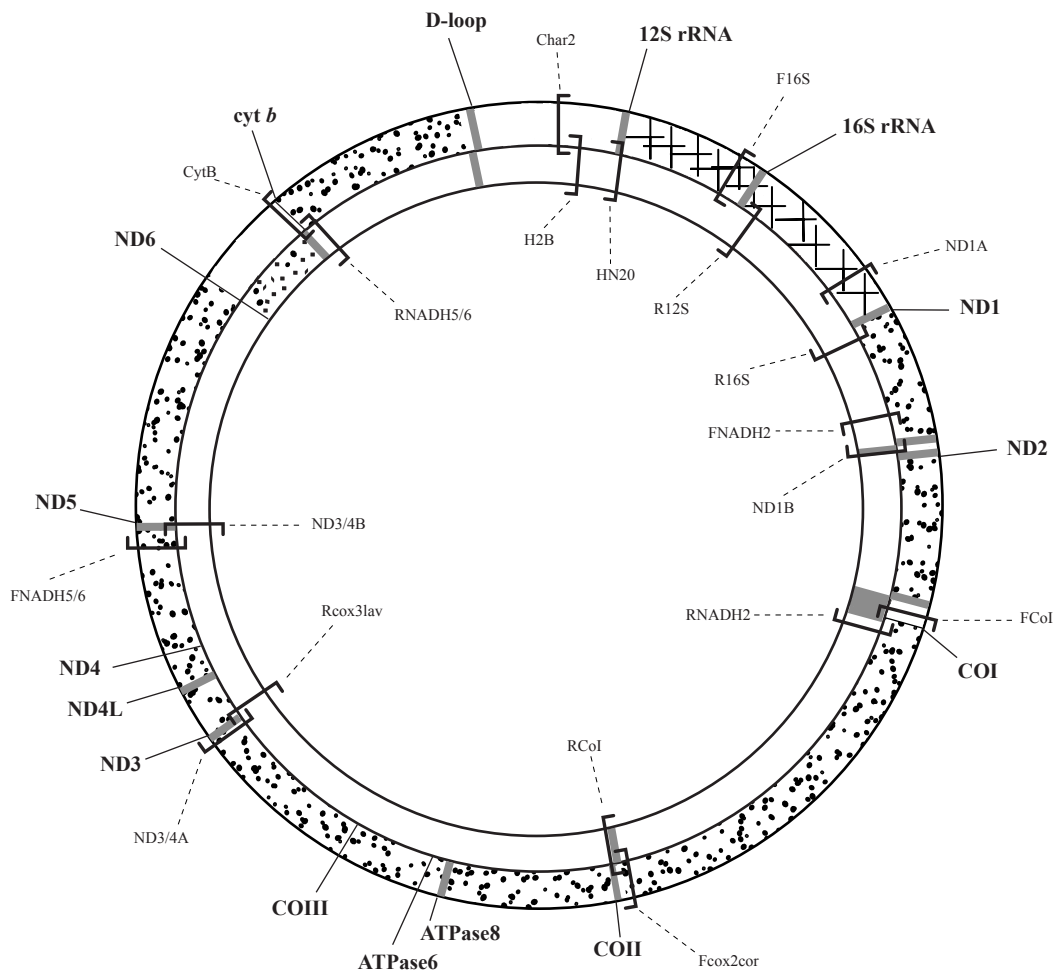 D-loop
Char2
12S rRNA
F16S
cyt b
16S rRNA
CytB
ND6
H2B
HN20
ND1A
R12S
RNADH5/6
ND1
R16S
FNADH2
ND2
ND5
ND1B
ND3/4B
FNADH5/6
Rcox3lav
RNADH2
FCoI
ND4
COI
ND4L
RCoI
ND3
ND3/4A
COIII
ATPase8
COII
ATPase6
Fcox2cor